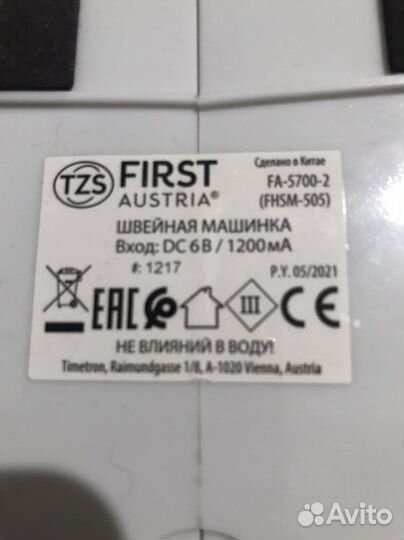 TZS FIRST AUSTRIA®
Сделано в Китае
FA-5700-2
(FHSM-505)
ШВЕЙНАЯ МАШИНКА
Вход: DC 6В / 1200мА
#: 1217
P.Y. 05/2021
EAC
III
CE
НЕ ВЛИЯНИЙ В ВОДУ!
Timetron, Raimundgasse 1/8, A-1020 Vienna, Austria
Avito